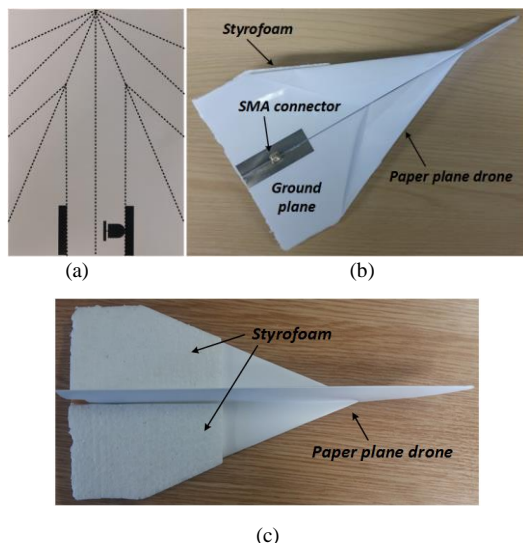 (a)
Styrofoam
SMA connector
Ground
plane
Paper plane drone
(b)
Styrofoam
Paper plane drone
(c)